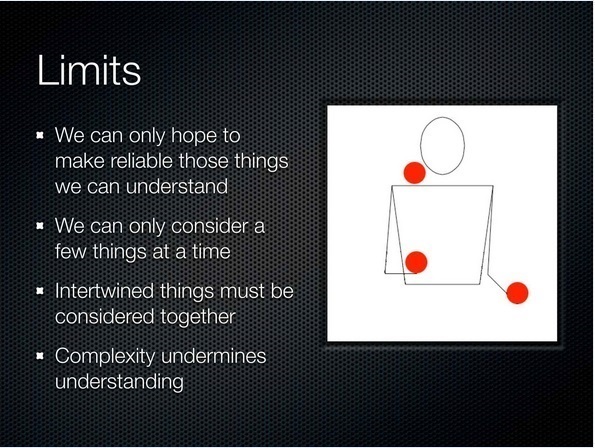 Limits
We can only hope to
make reliable those things
we can understand
We can only consider a
few things at a time
Intertwined things must be
considered together
Complexity undermines
understanding